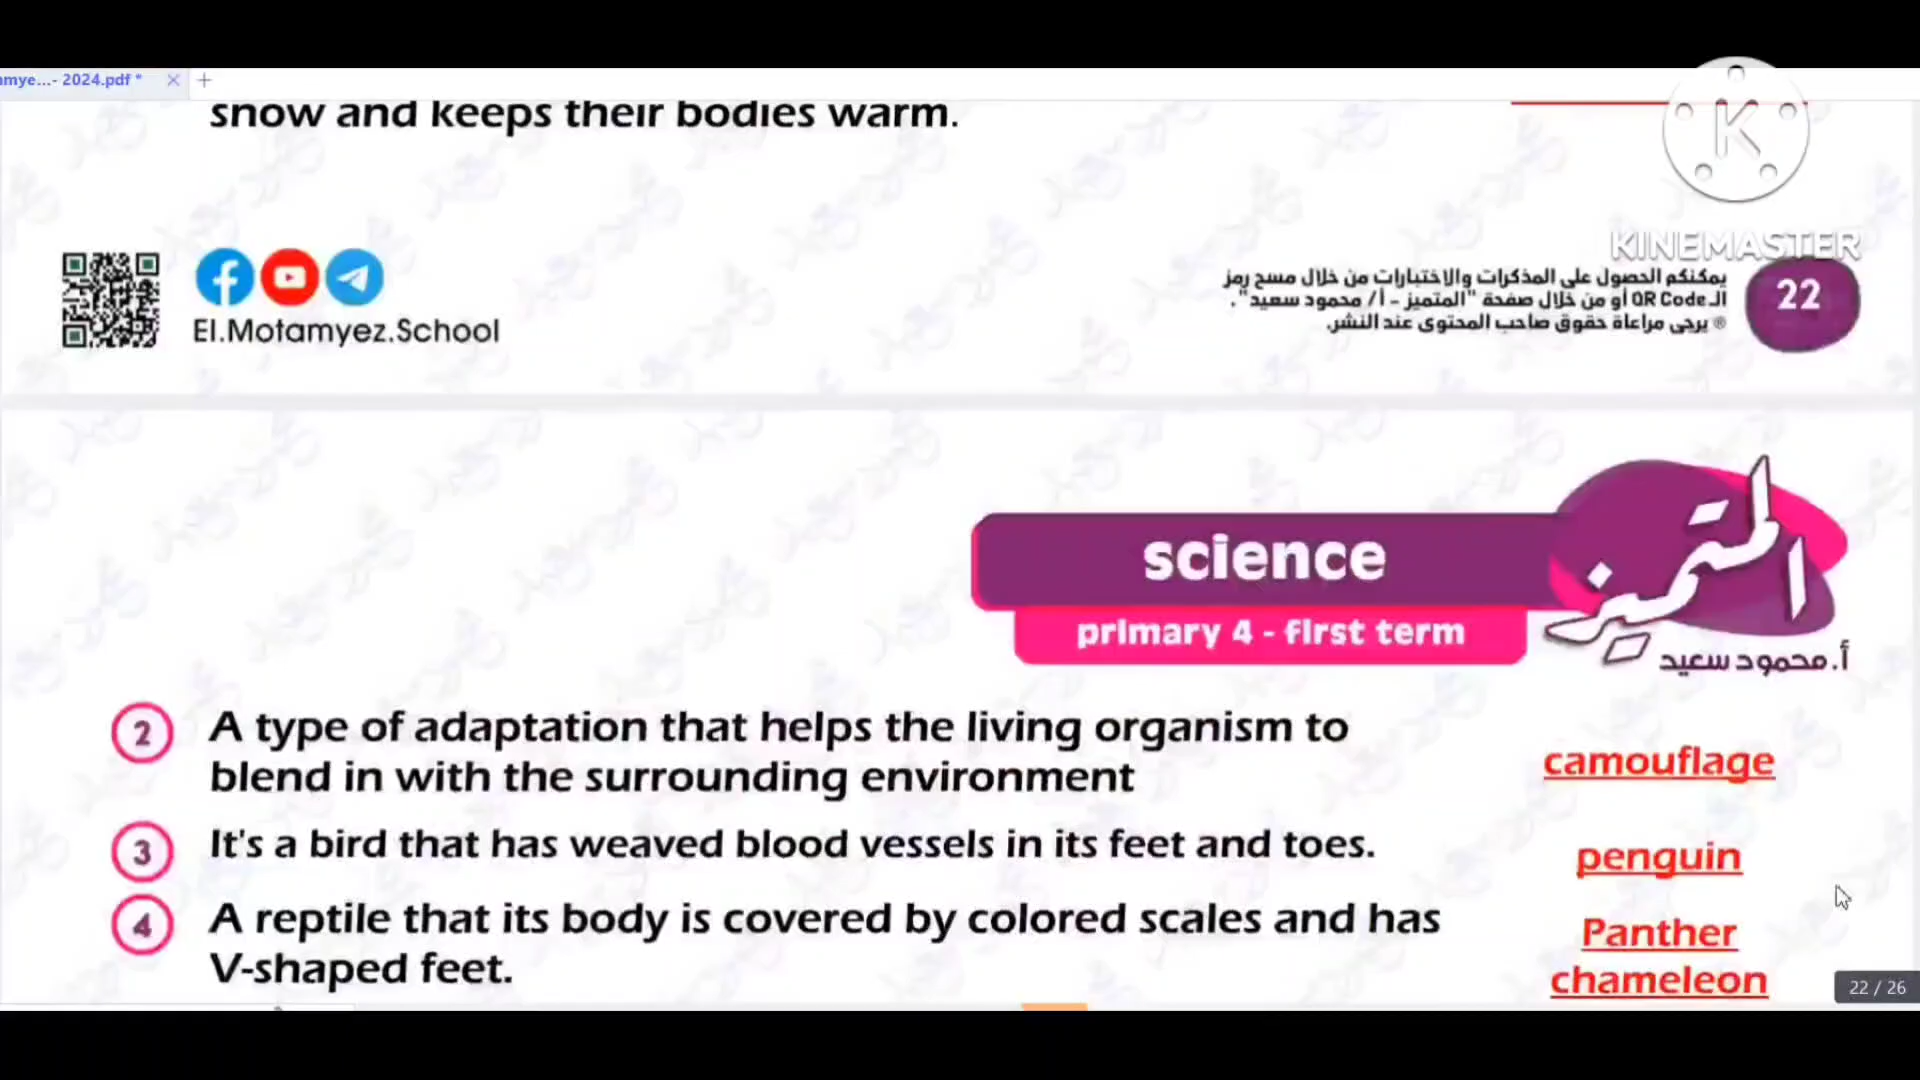 mye...- 2024.pdf *
snow and keeps their bodies warm.
KINEMASTER
El.Motamyez.School
يمكنكم الحصول على المذكرات والاختبارات من خلال مسح رمز
الـ QR Code أو من خلال صفحة "المتميز - أ/ محمود سعيد".
® يرجى مراعاة حقوق صاحب المحتوى عند النشر.
22
science
primary 4 - first term
المتميز
أ. محمود سعيد
2 A type of adaptation that helps the living organism to
blend in with the surrounding environment
camouflage
3 It's a bird that has weaved blood vessels in its feet and toes.
penguin
4 A reptile that its body is covered by colored scales and has
V-shaped feet.
Panther
chameleon
22 / 26